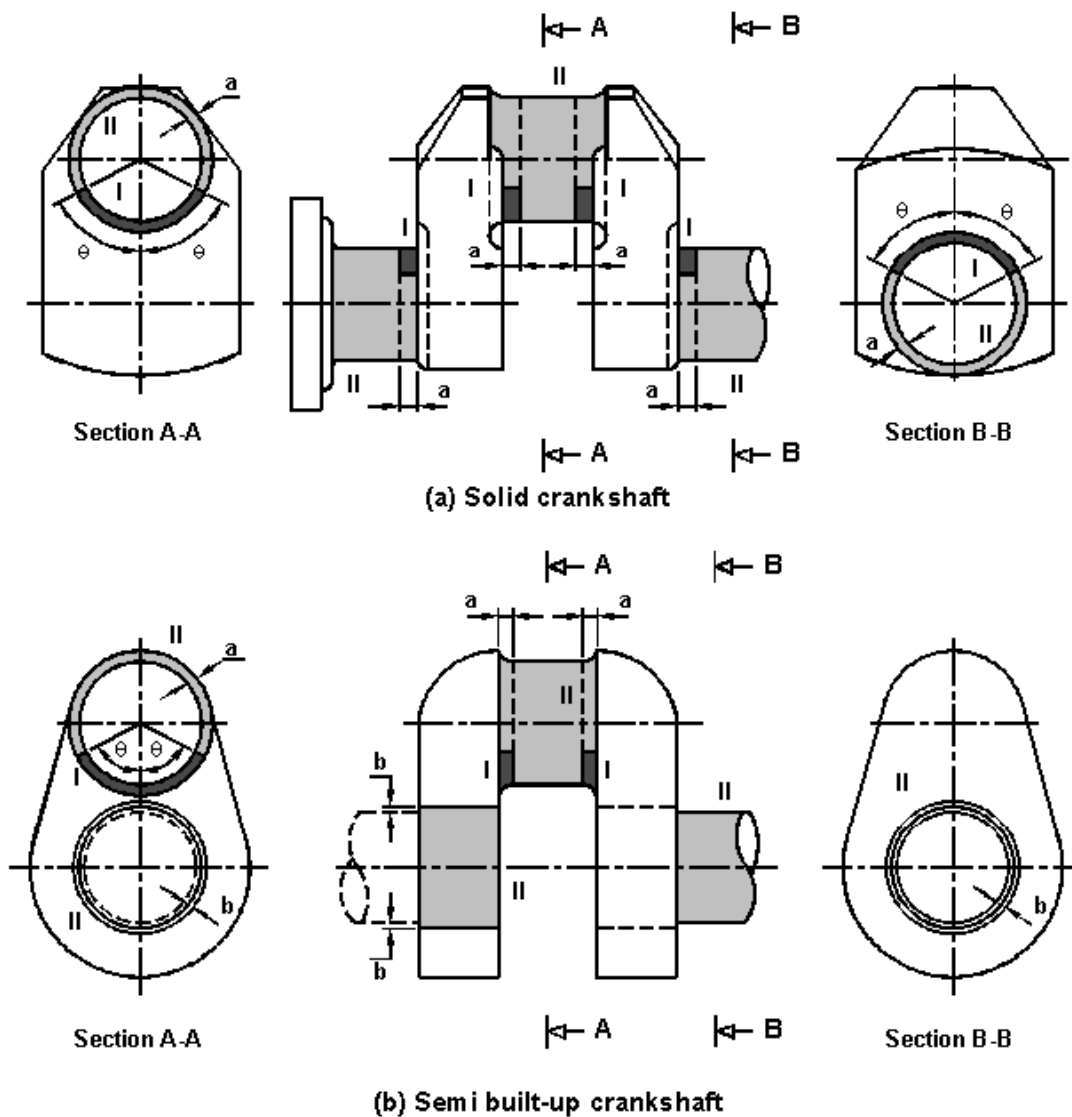 A B
a II II
I I I I I
θ θ a a θ θ I
II a a II a II
Section A-A A B Section B-B
(a) Solid crankshaft
A B
II a a a
II
θ θ b II
I I I II
II b II b
b
Section A-A A B Section B-B
(b) Semi built-up crankshaft